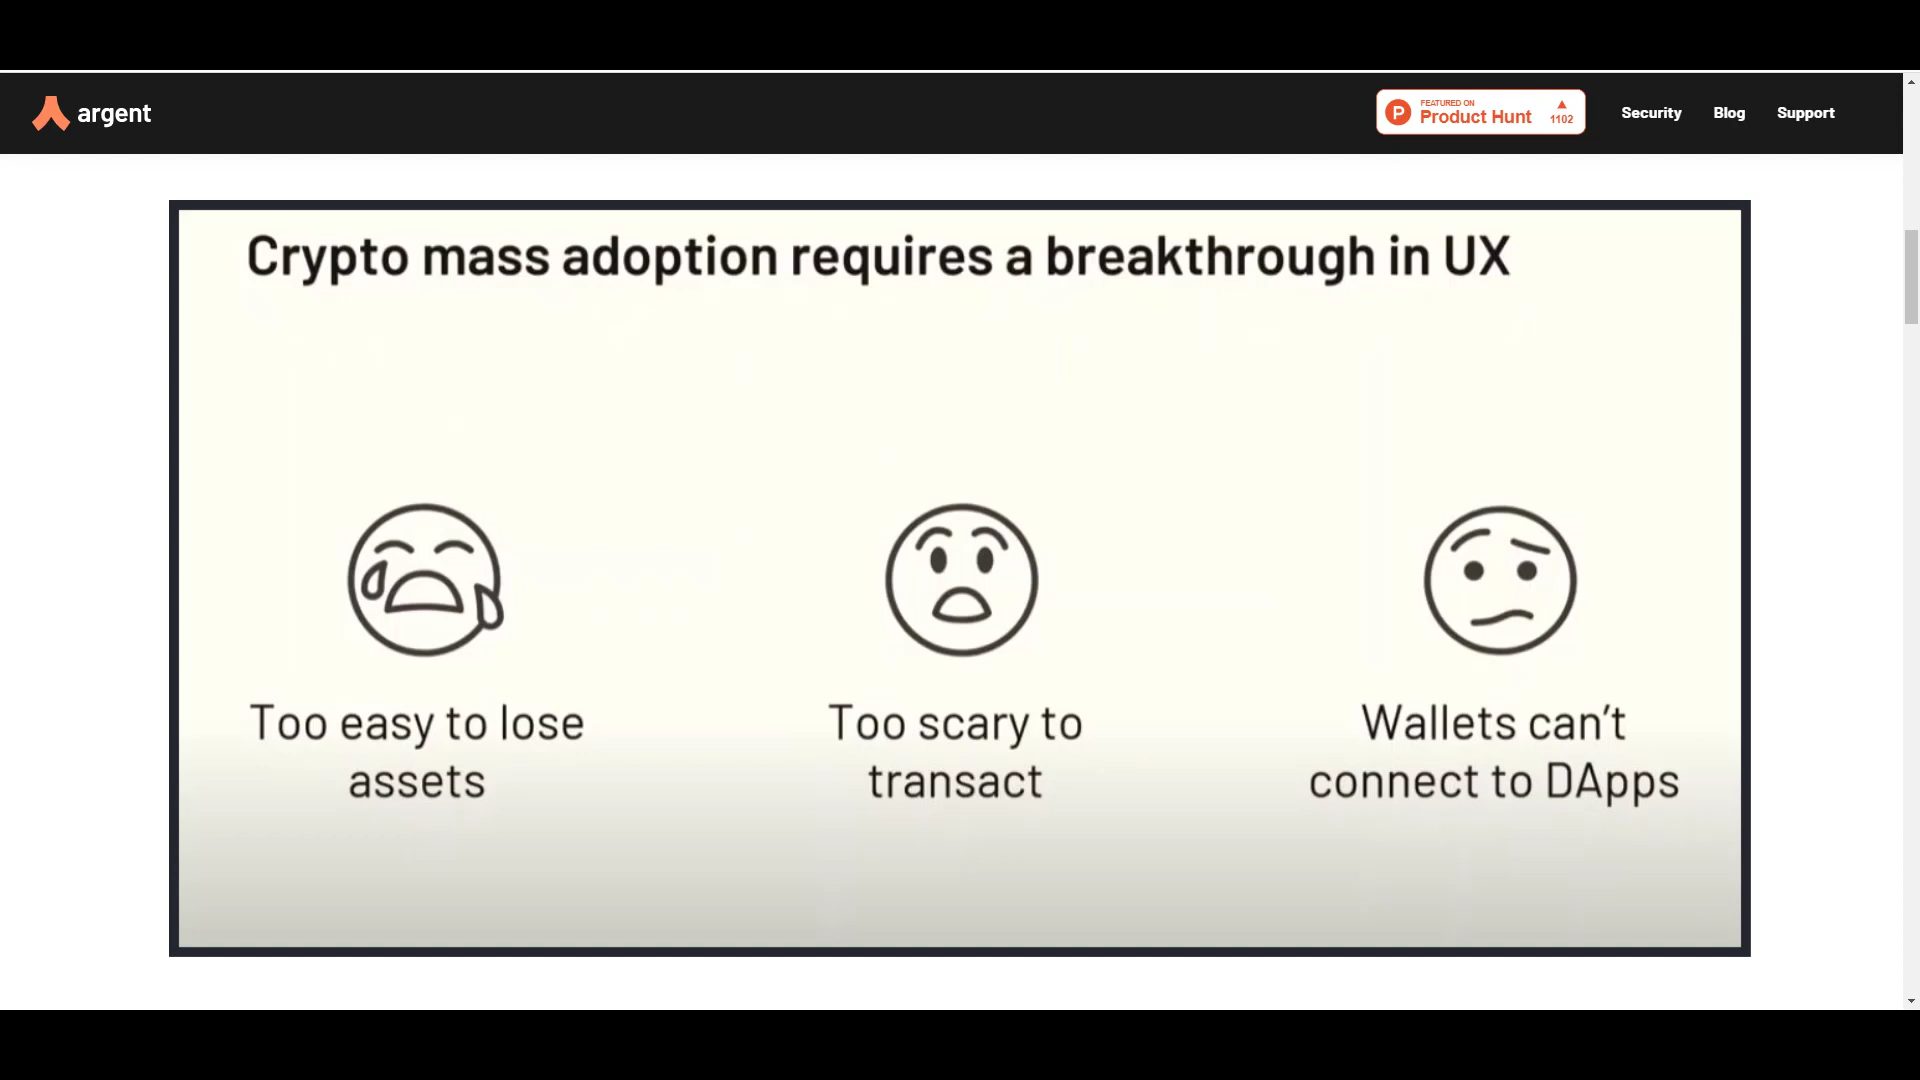 argent
FEATURED ON
P Product Hunt
1102
Security Blog Support
Crypto mass adoption requires a breakthrough in UX
Too easy to lose
assets
Too scary to
transact
Wallets can’t
connect to DApps